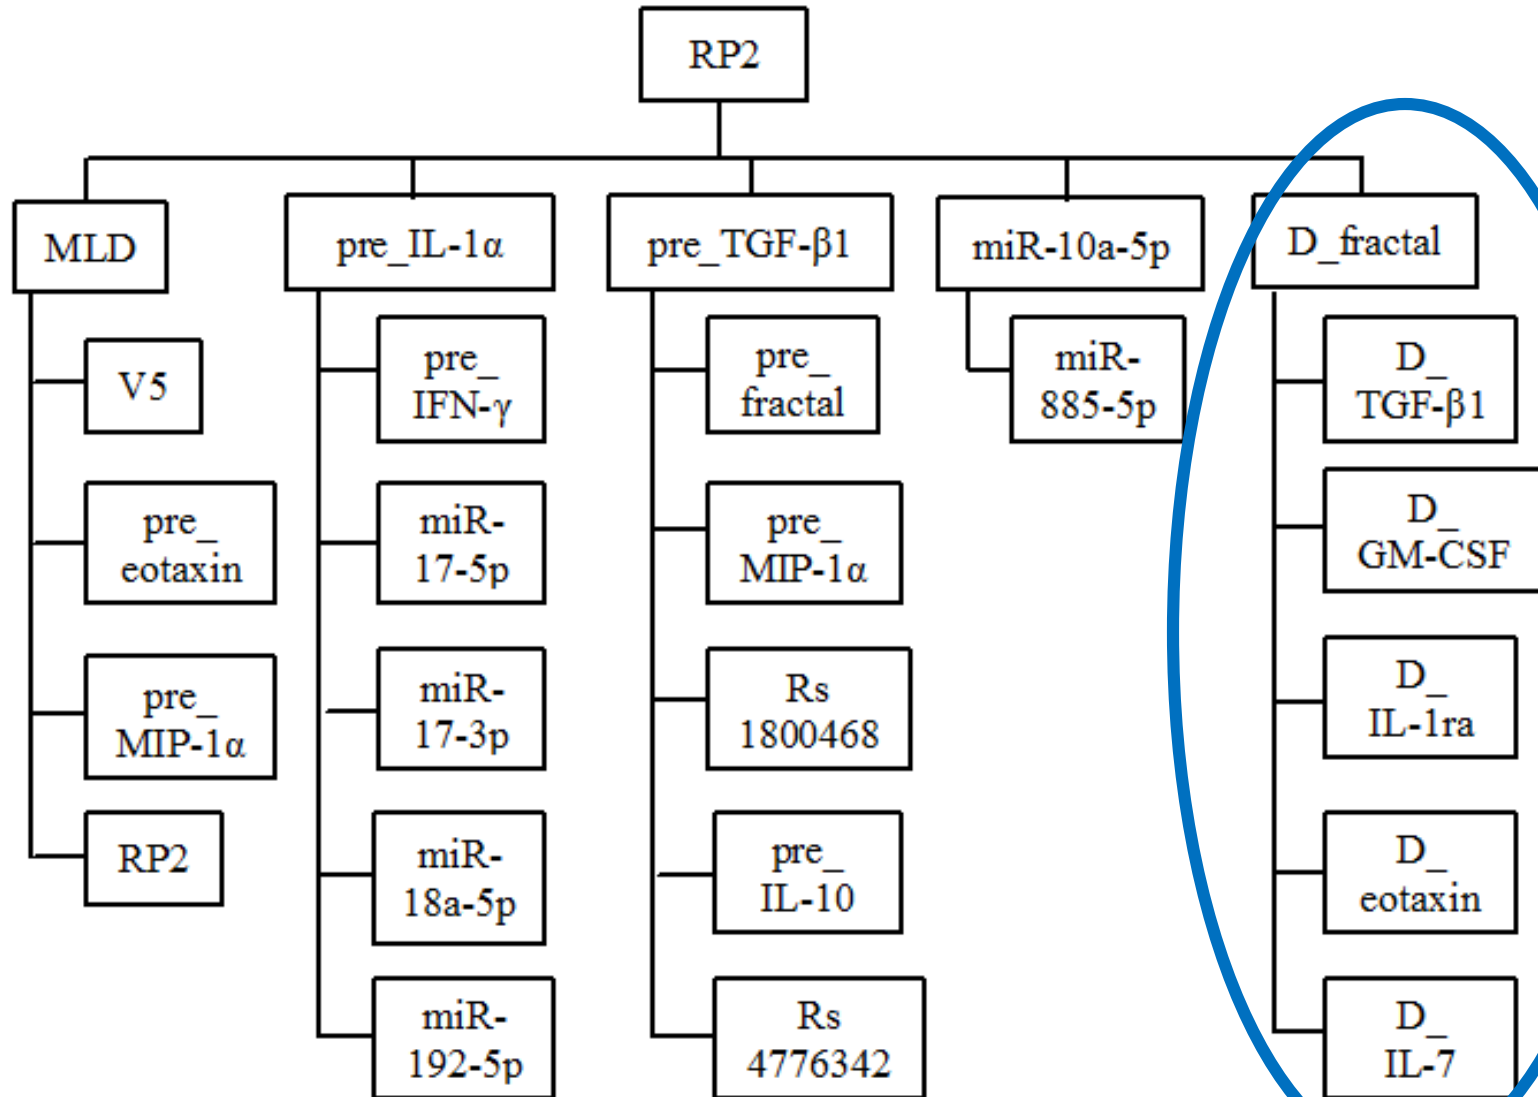 RP2
MLD
pre_IL-1α
pre_TGF-β1
miR-10a-5p
D_fractal
V5
pre_
eotaxin
pre_
MIP-1α
RP2
pre_
IFN-γ
miR-
17-5p
miR-
17-3p
miR-
18a-5p
miR-
192-5p
pre_
fractal
pre_
MIP-1α
Rs
1800468
pre_
IL-10
Rs
4776342
miR-
885-5p
D_
TGF-β1
D_
GM-CSF
D_
IL-1ra
D_
eotaxin
D_
IL-7